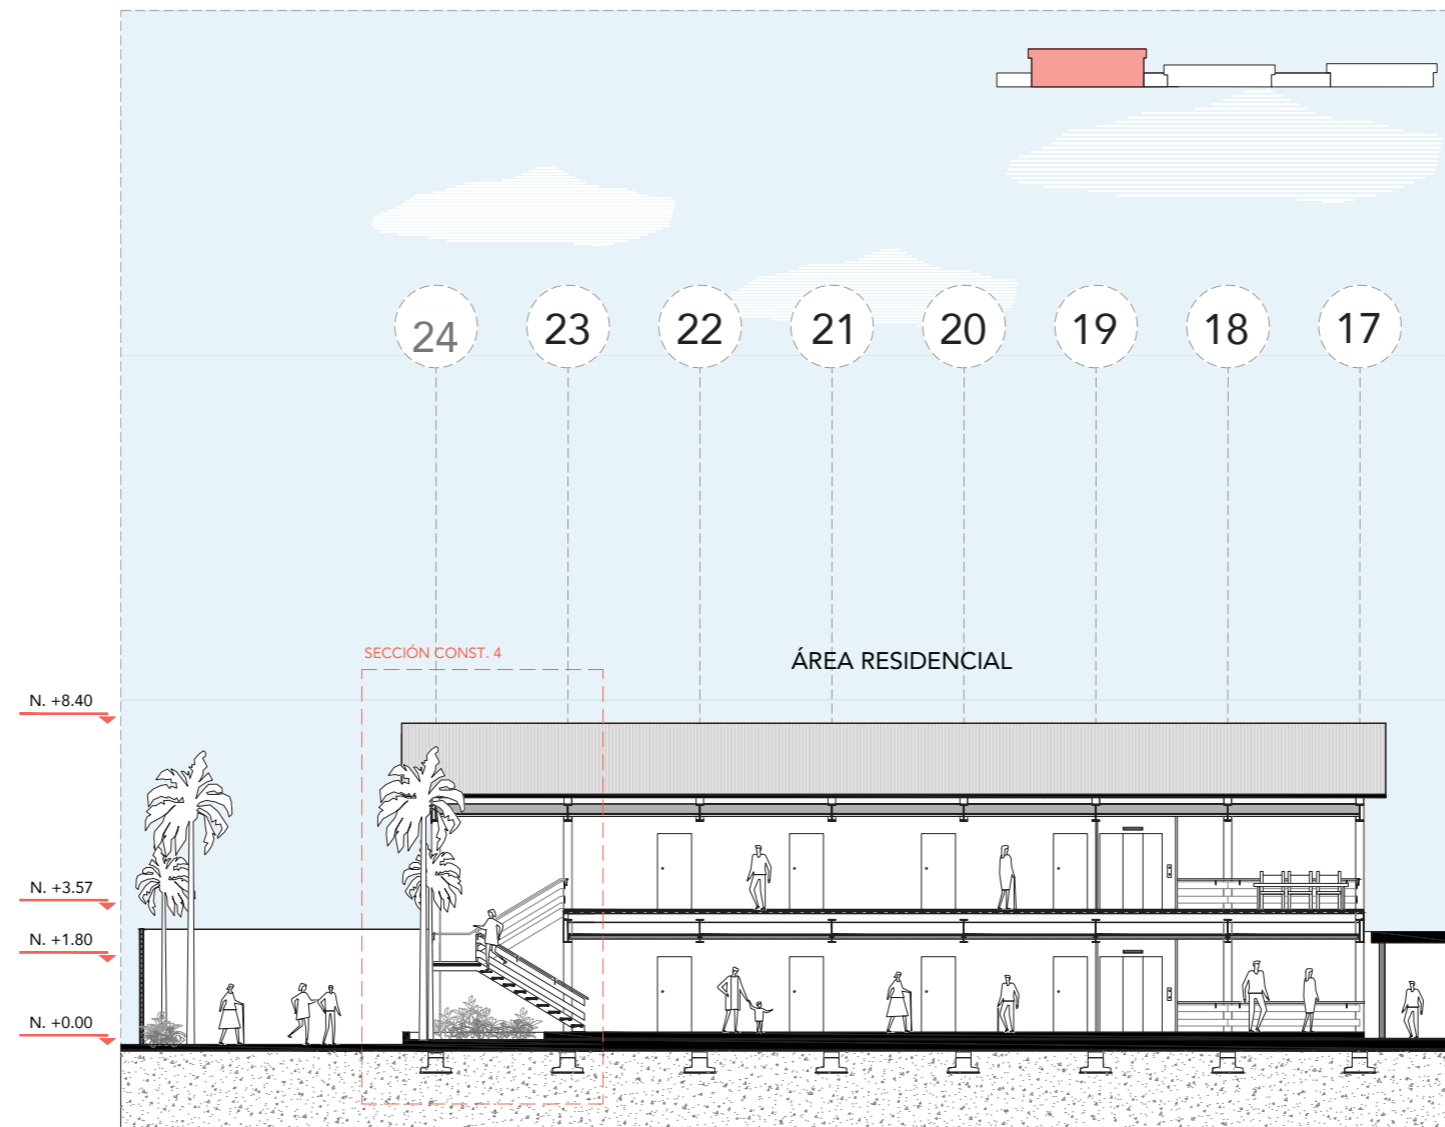 24 23 22 21 20 19 18 17
SECCIÓN CONST. 4
ÁREA RESIDENCIAL
N. +8.40
N. +3.57
N. +1.80
N. +0.00